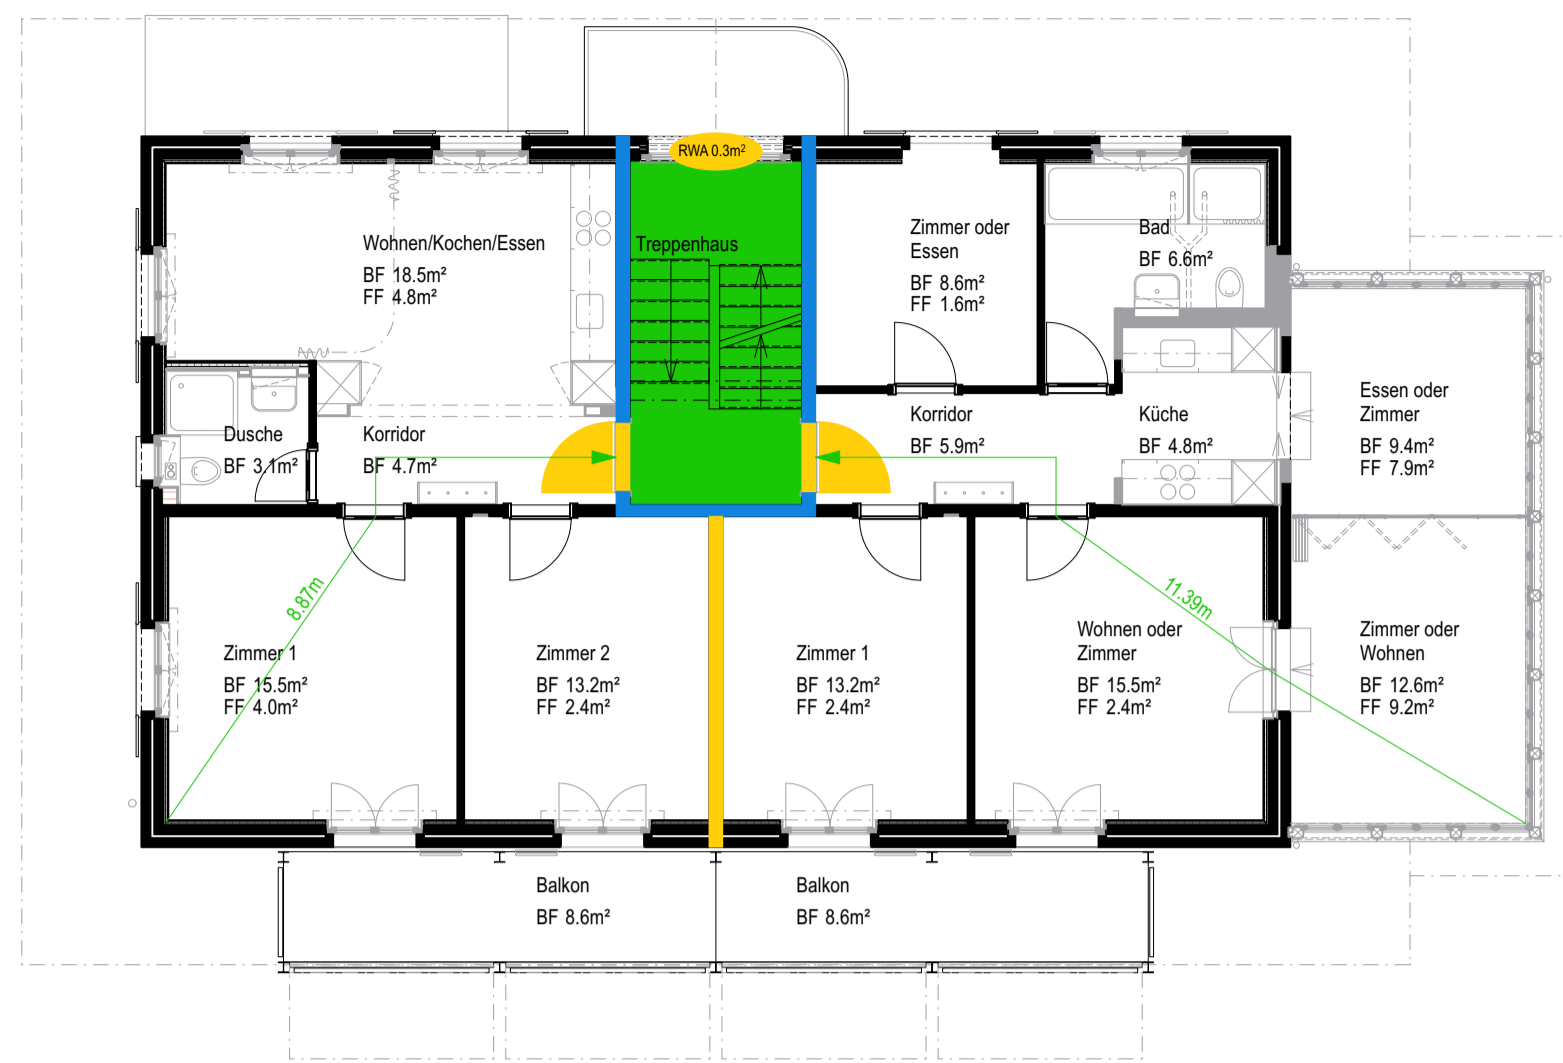 RWA 0.3m²
Wohnen/Kochen/Essen
BF 18.5m²
FF 4.8m²
Treppenhaus
Zimmer oder
Essen
BF 8.6m²
FF 1.6m²
Bad
BF 6.6m²
Dusche
BF 3.1m²
Korridor
BF 4.7m²
Korridor
BF 5.9m²
Küche
BF 4.8m²
Essen oder
Zimmer
BF 9.4m²
FF 7.9m²
8.87m
11.39m
Zimmer 1
BF 15.5m²
FF 4.0m²
Zimmer 2
BF 13.2m²
FF 2.4m²
Zimmer 1
BF 13.2m²
FF 2.4m²
Wohnen oder
Zimmer
BF 15.5m²
FF 2.4m²
Zimmer oder
Wohnen
BF 12.6m²
FF 9.2m²
Balkon
BF 8.6m²
Balkon
BF 8.6m²